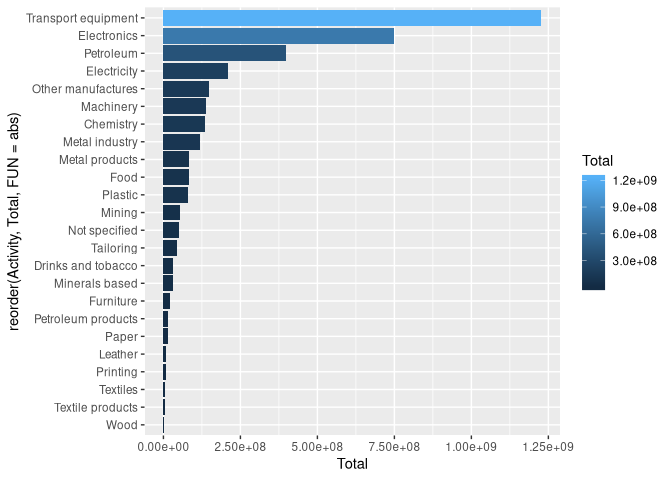 Transport equipment
Electronics
Petroleum
Electricity
Other manufactures
Machinery
Chemistry
Metal industry
Metal products
Food
Plastic
Mining
Not specified
Tailoring
Drinks and tobacco
Minerals based
Furniture
Petroleum products
Paper
Leather
Printing
Textiles
Textile products
Wood
reorder(Activity, Total, FUN = abs)
0.00e+00 2.50e+08 5.00e+08 7.50e+08 1.00e+09 1.25e+09
Total
Total
1.2e+09
9.0e+08
6.0e+08
3.0e+08